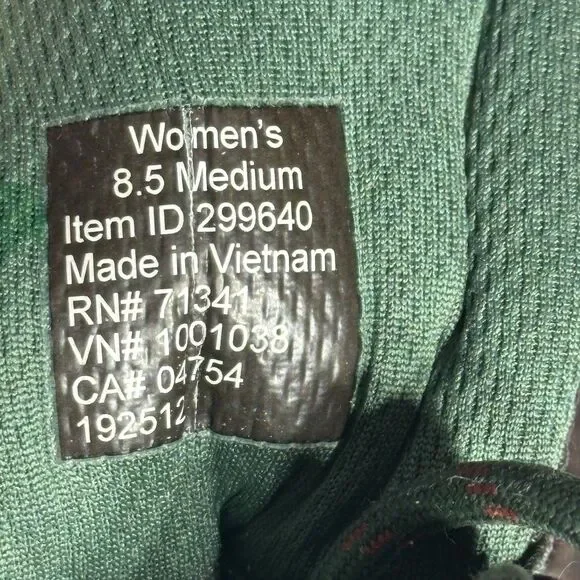 Women's
8.5 Medium
Item ID 299640
Made in Vietnam
RN# 71341
VN# 1001038
CA# 04754
192512